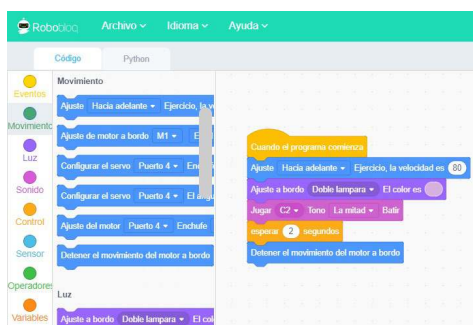 Robobloq Archivo Idioma Ayuda
Código Python
Eventos
Movimiento
Luz
Sonido
Control
Sensor
Operadores
Variables
Movimiento
Ajuste Hacia adelante Ejercicio, la
Ajuste de motor a bordo M1
Configurar el servo Puerto 4
Configurar el servo Puerto 4 El
Ajuste del motor Puerto 4 Enchufe
Detener el movimiento del motor a bordo
Luz
Ajuste a bordo Doble lampara El
Cuando el programa comienza
Ajuste Hacia adelante Ejercicio, la velocidad es 80
Ajuste a bordo Doble lampara El color es
Jugar C2 Tono La mitad Batir
esperar 2 segundos
Detener el movimiento del motor a bordo